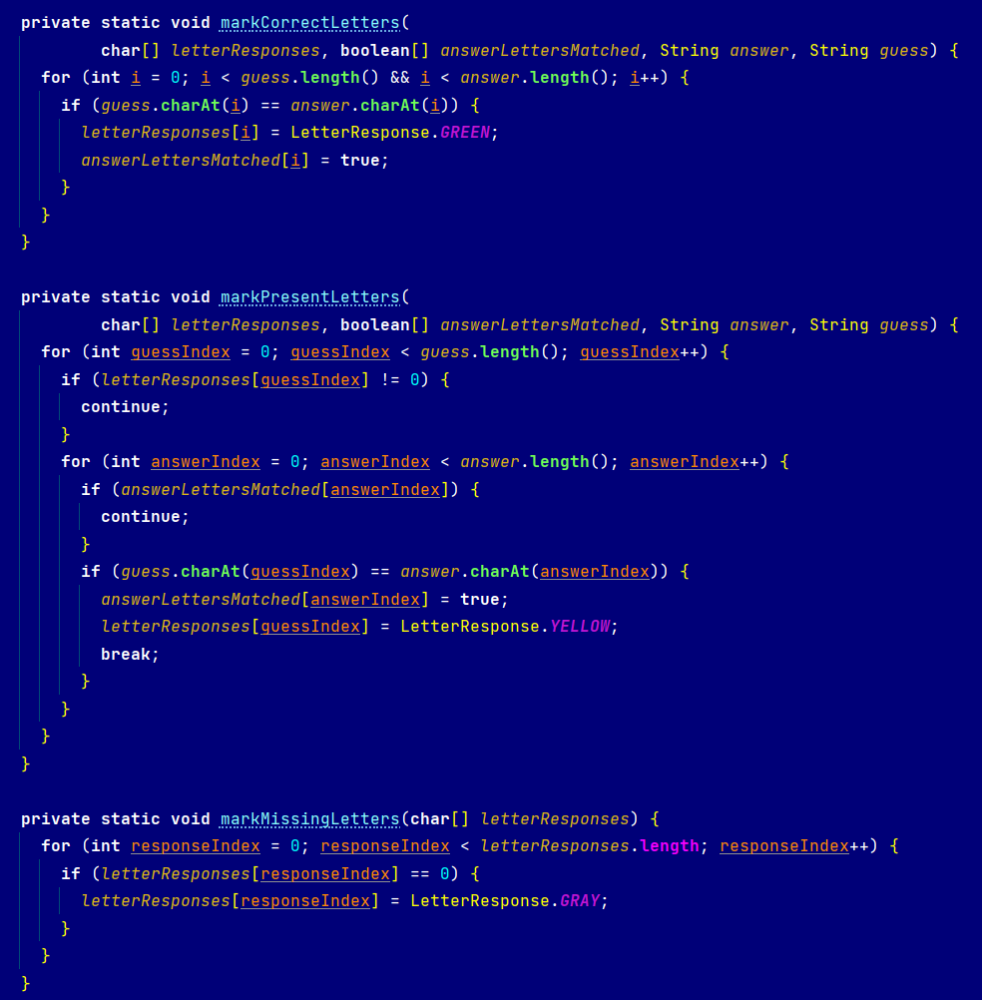 private static void markCorrectLetters(
        char[] letterResponses, boolean[] answerLettersMatched, String answer, String guess) {
  for (int i = 0; i < guess.length() && i < answer.length(); i++) {
    if (guess.charAt(i) == answer.charAt(i)) {
      letterResponses[i] = LetterResponse.GREEN;
      answerLettersMatched[i] = true;
    }
  }
}

private static void markPresentLetters(
        char[] letterResponses, boolean[] answerLettersMatched, String answer, String guess) {
  for (int guessIndex = 0; guessIndex < guess.length(); guessIndex++) {
    if (letterResponses[guessIndex] != 0) {
      continue;
    }
    for (int answerIndex = 0; answerIndex < answer.length(); answerIndex++) {
      if (answerLettersMatched[answerIndex]) {
        continue;
      }
      if (guess.charAt(guessIndex) == answer.charAt(answerIndex)) {
        answerLettersMatched[answerIndex] = true;
        letterResponses[guessIndex] = LetterResponse.YELLOW;
        break;
      }
    }
  }
}

private static void markMissingLetters(char[] letterResponses) {
  for (int responseIndex = 0; responseIndex < letterResponses.length; responseIndex++) {
    if (letterResponses[responseIndex] == 0) {
      letterResponses[responseIndex] = LetterResponse.GRAY;
    }
  }
}